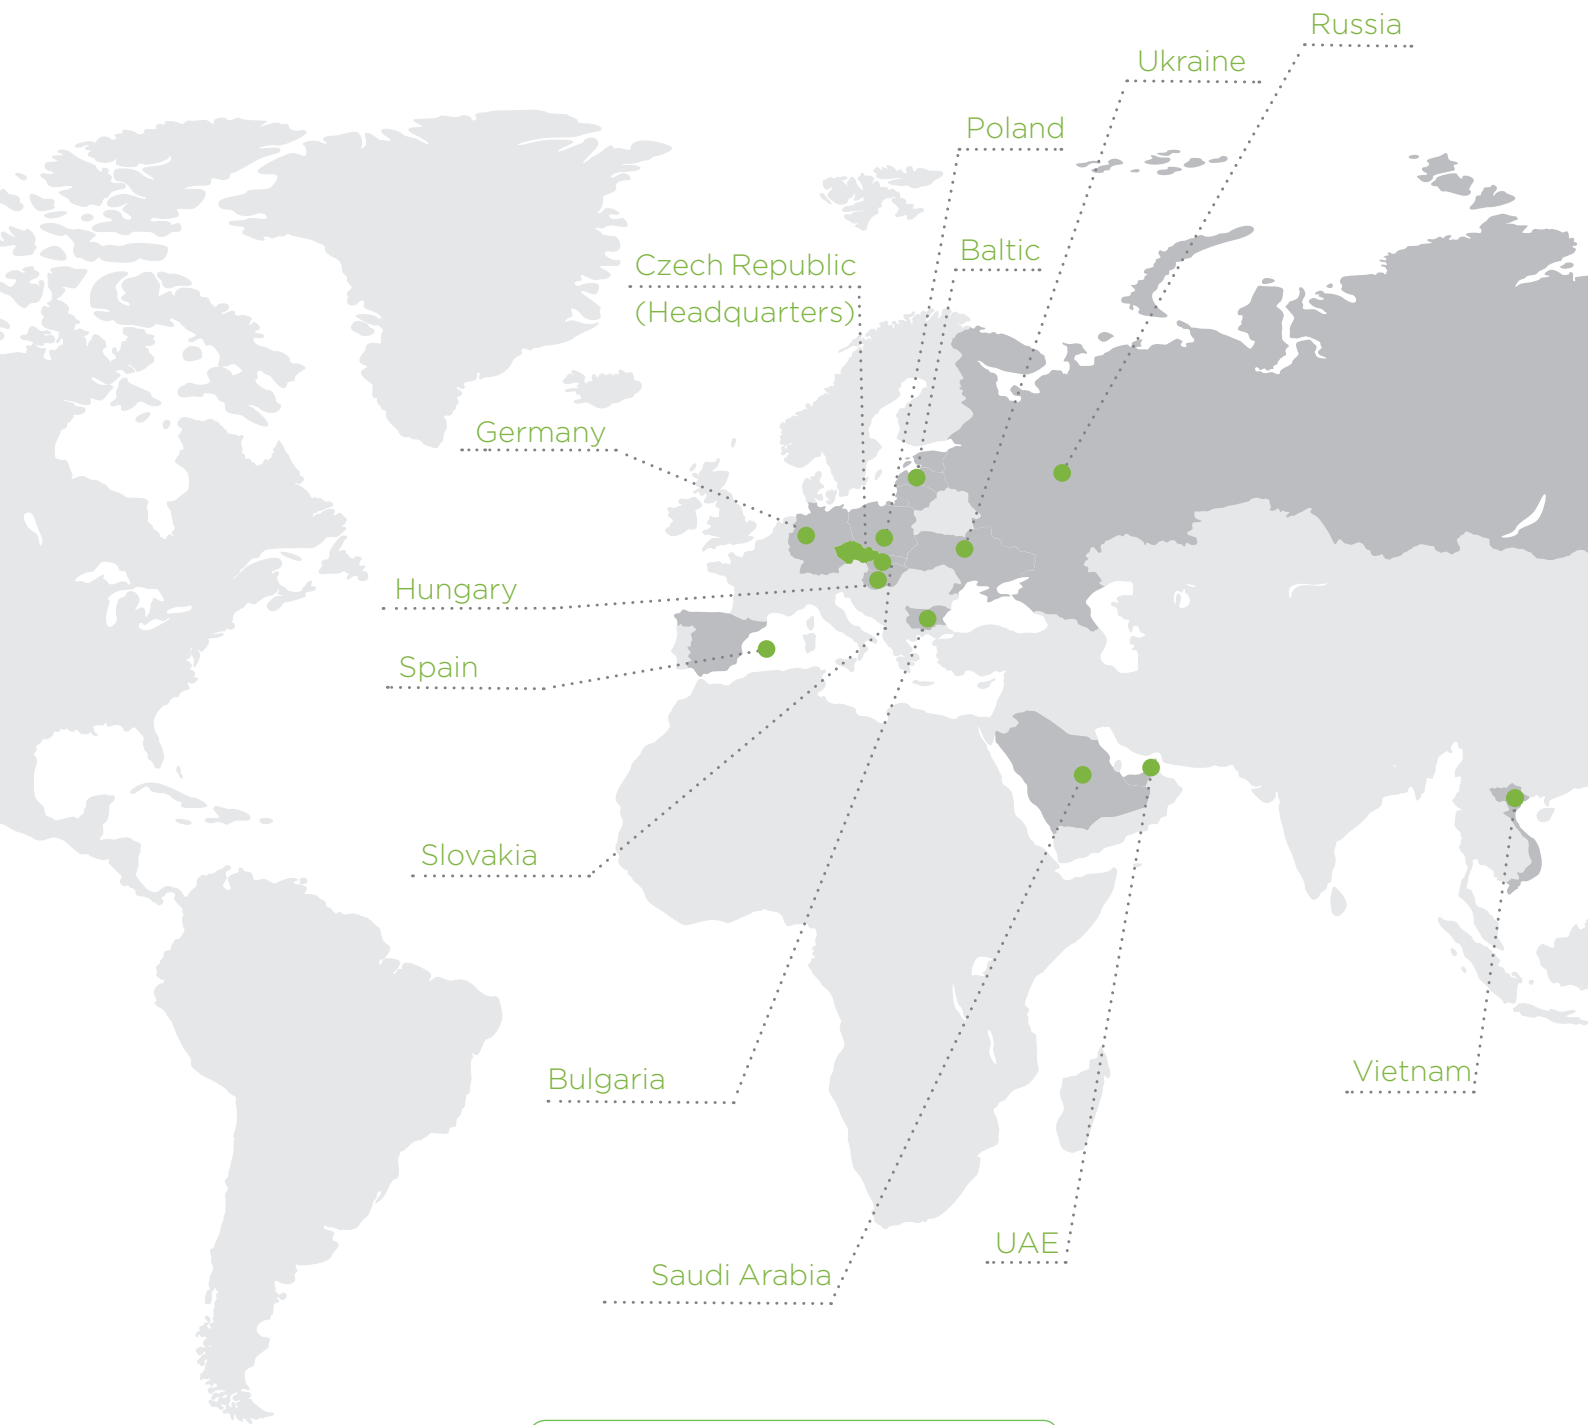 Russia
Ukraine
Poland
Baltic
Czech Republic
(Headquarters)
Germany
Hungary
Spain
Slovakia
Bulgaria
Vietnam
UAE
Saudi Arabia